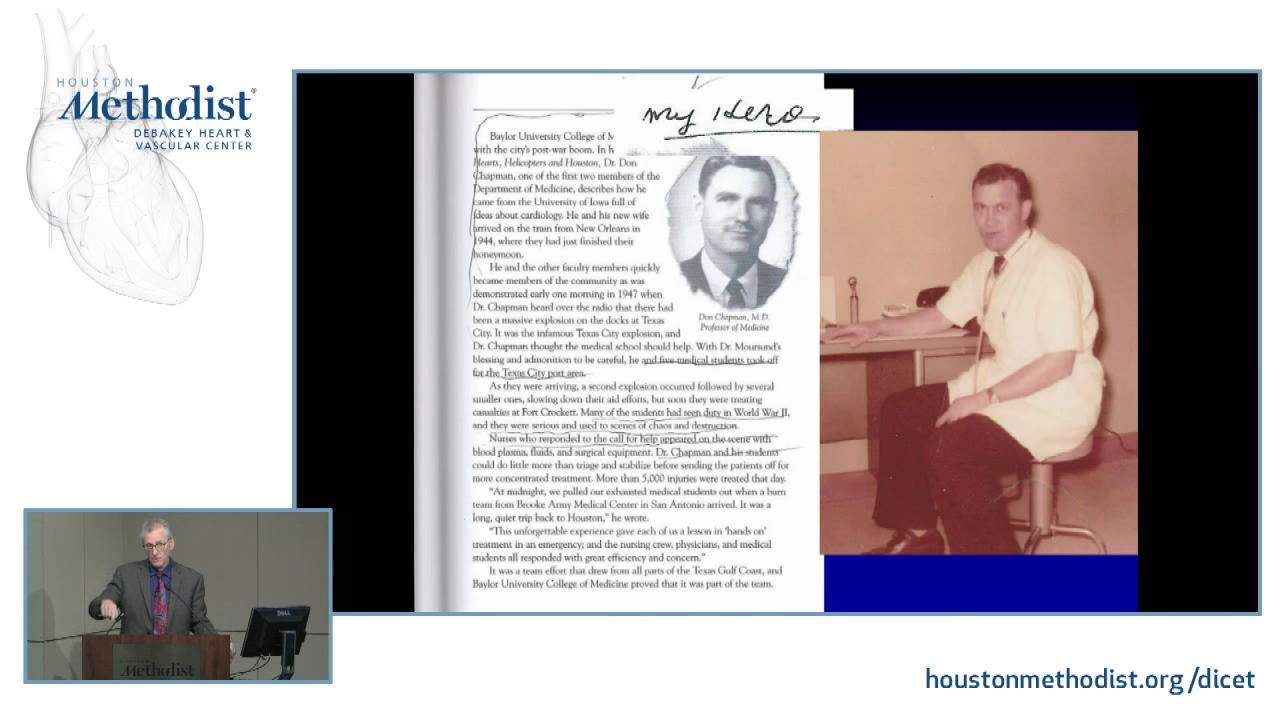 HOUSTON
Methodist®
DEBAKEY HEART &
VASCULAR CENTER
my Hero.
Baylor University College of M
with the city's post-war boom. In h
Hearts, Helicopters and Houston, Dr. Don
Chapman, one of the first two members of the
Department of Medicine, describes how he
came from the University of Iowa full of
ideas about cardiology. He and his new wife
arrived on the train from New Orleans in
1944, where they had just finished their
honeymoon.
He and the other faculty members quickly
became members of the community as was
demonstrated early one morning in 1947 when
Dr. Chapman heard over the radio that there had
been a massive explosion on the docks at Texas
City. It was the infamous Texas City explosion, and
Dr. Chapman thought the medical school should help. With Dr. Moursund's
blessing and admonition to be careful, he and five medical students took off
for the Texas City port area.
As they were arriving, a second explosion occurred followed by several
smaller ones, slowing down their aid efforts, but soon they were treating
casualties at Fort Crockett. Many of the students had seen duty in World War II,
and they were serious and used to scenes of chaos and destruction.
Nurses who responded to the call for help appeared on the scene with
blood plasma, fluids, and surgical equipment. Dr. Chapman and his students
could do little more than triage and stabilize before sending the patients off for
more concentrated treatment. More than 5,000 injuries were treated that day.
"At midnight, we pulled our exhausted medical students out when a burn
team from Brooke Army Medical Center in San Antonio arrived. It was a
long, quiet trip back to Houston," he wrote.
"This unforgettable experience gave each of us a lesson in 'hands on'
treatment in an emergency; and the nursing crew, physicians, and medical
students all responded with great efficiency and concern."
It was a team effort that drew from all parts of the Texas Gulf Coast, and
Baylor University College of Medicine proved that it was part of the team.
Don Chapman, M.D.
Professor of Medicine
DELL
HOUSTON
Methodist
houstonmethodist.org/dicet